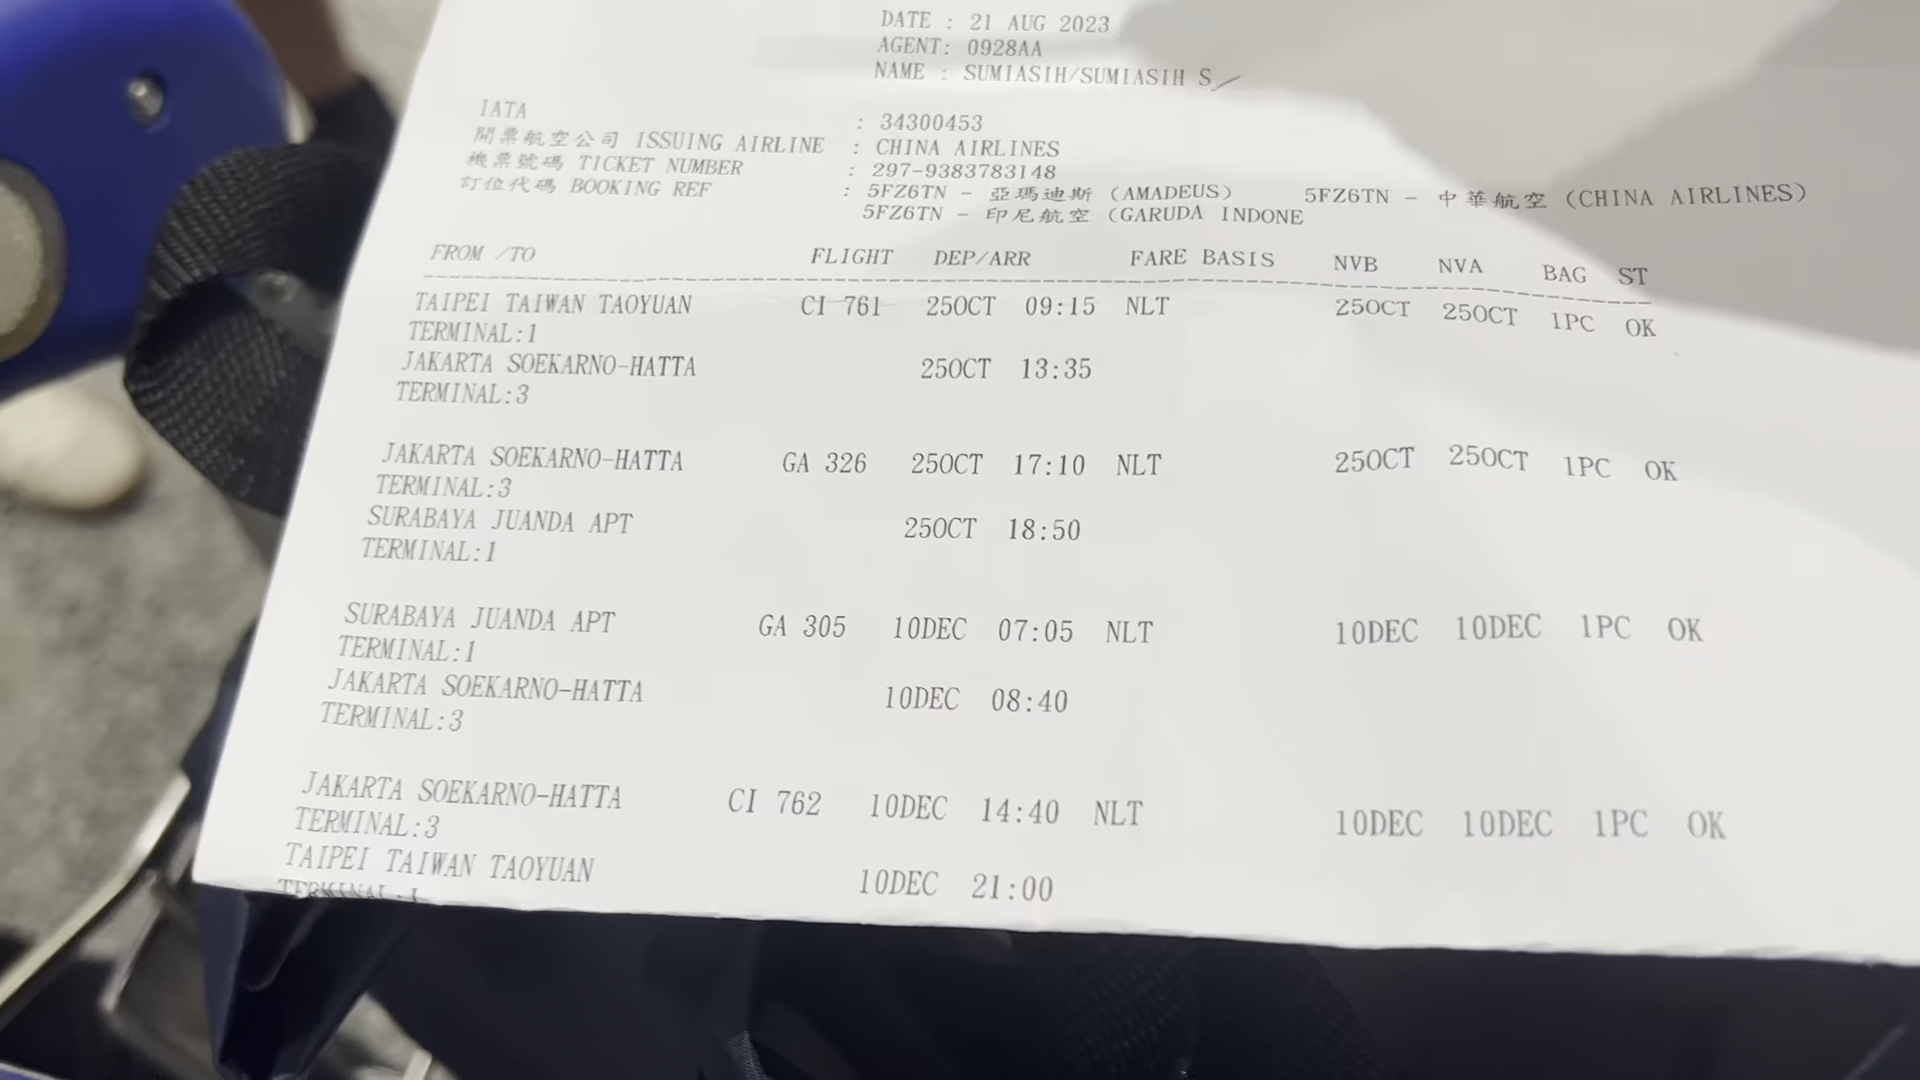 DATE : 21 AUG 2023
AGENT: 0928AA
NAME : SUMIASIH/SUMIASIH S
IATA : 34300453
開票航空公司 ISSUING AIRLINE : CHINA AIRLINES
機票號碼 TICKET NUMBER : 297-9383783148
訂位代碼 BOOKING REF : 5FZ6TN - 亞瑪迪斯 (AMADEUS) 5FZ6TN - 中華航空 (CHINA AIRLINES)
5FZ6TN - 印尼航空 (GARUDA INDONE
FROM /TO FLIGHT DEP/ARR FARE BASIS NVB NVA BAG ST
TAIPEI TAIWAN TAOYUAN CI 761 25OCT 09:15 NLT 25OCT 25OCT 1PC OK
TERMINAL:1
JAKARTA SOEKARNO-HATTA 25OCT 13:35
TERMINAL:3
JAKARTA SOEKARNO-HATTA GA 326 25OCT 17:10 NLT 25OCT 25OCT 1PC OK
TERMINAL:3
SURABAYA JUANDA APT 25OCT 18:50
TERMINAL:1
SURABAYA JUANDA APT GA 305 10DEC 07:05 NLT 10DEC 10DEC 1PC OK
TERMINAL:1
JAKARTA SOEKARNO-HATTA 10DEC 08:40
TERMINAL:3
JAKARTA SOEKARNO-HATTA CI 762 10DEC 14:40 NLT 10DEC 10DEC 1PC OK
TERMINAL:3
TAIPEI TAIWAN TAOYUAN 10DEC 21:00
TERMINAL:1